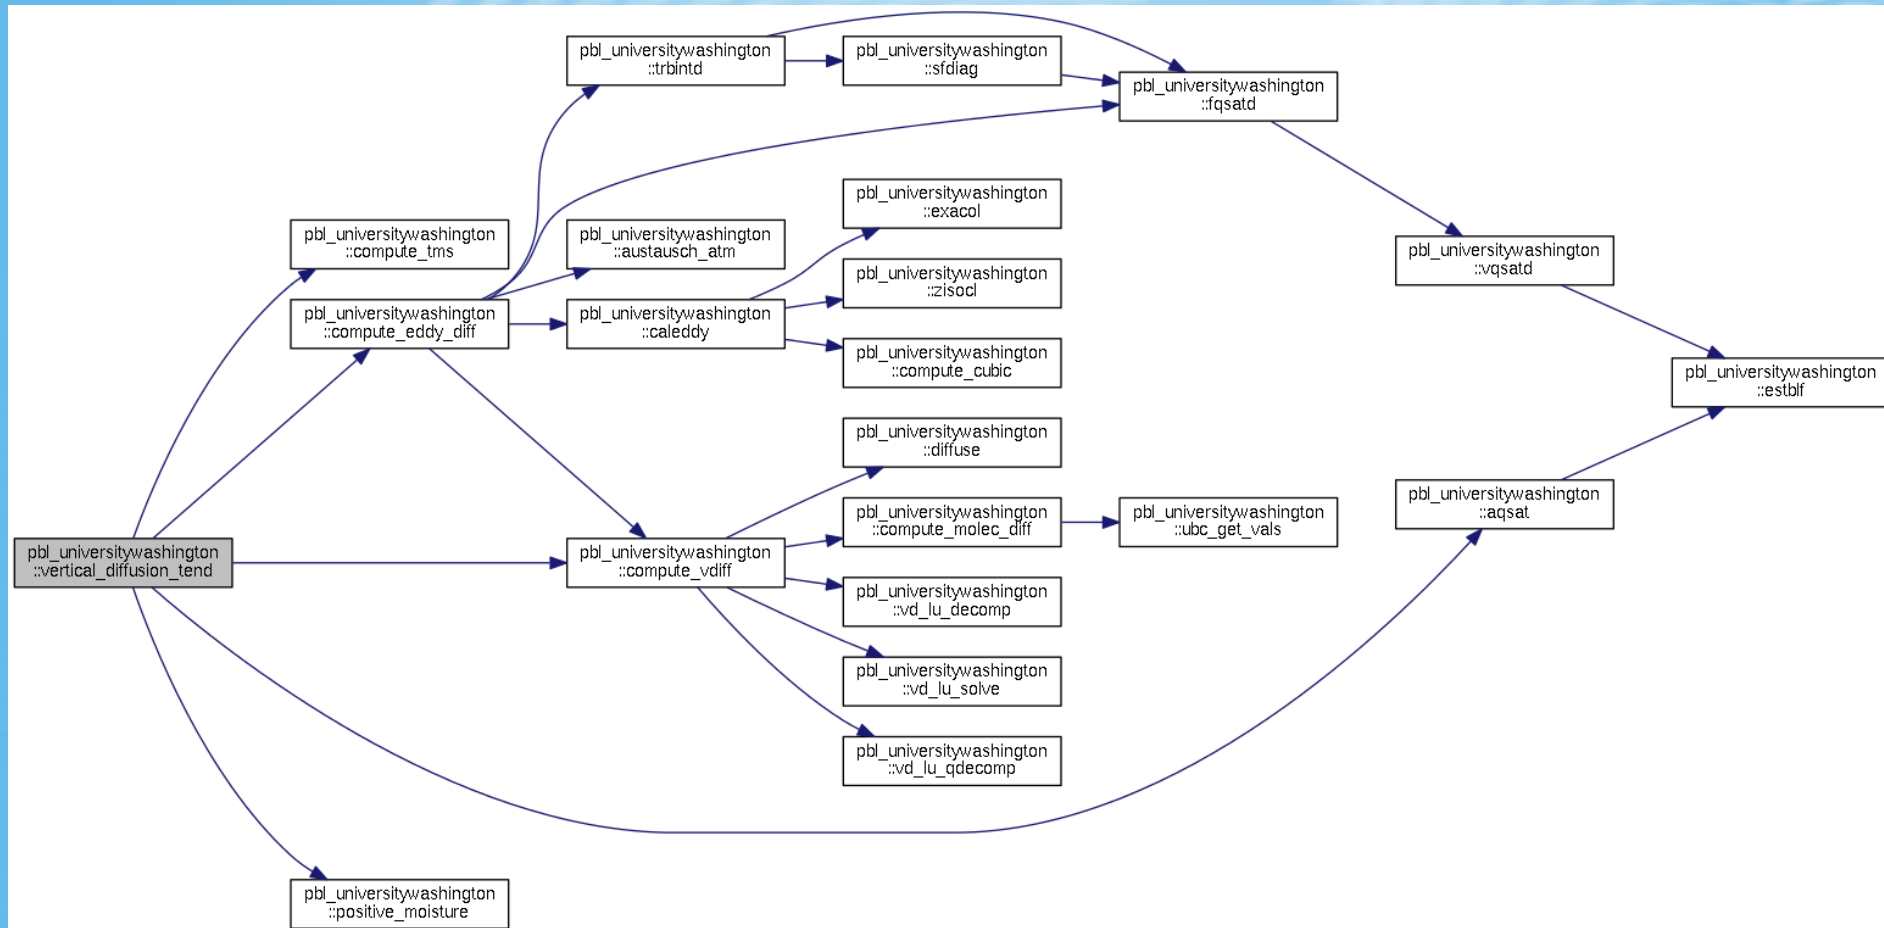 pbl_universitywashington
::trbintd
pbl_universitywashington
::sfdiag
pbl_universitywashington
::fqsatd
pbl_universitywashington
::exacol
pbl_universitywashington
::compute_tms
pbl_universitywashington
::austausch_atm
pbl_universitywashington
::vqsatd
pbl_universitywashington
::zisocl
pbl_universitywashington
::compute_eddy_diff
pbl_universitywashington
::caleddy
pbl_universitywashington
::compute_cubic
pbl_universitywashington
::estblf
pbl_universitywashington
::diffuse
pbl_universitywashington
::aqsat
pbl_universitywashington
::compute_molec_diff
pbl_universitywashington
::ubc_get_vals
pbl_universitywashington
::vertical_diffusion_tend
pbl_universitywashington
::compute_vdiff
pbl_universitywashington
::vd_lu_decomp
pbl_universitywashington
::vd_lu_solve
pbl_universitywashington
::vd_lu_qdecomp
pbl_universitywashington
::positive_moisture